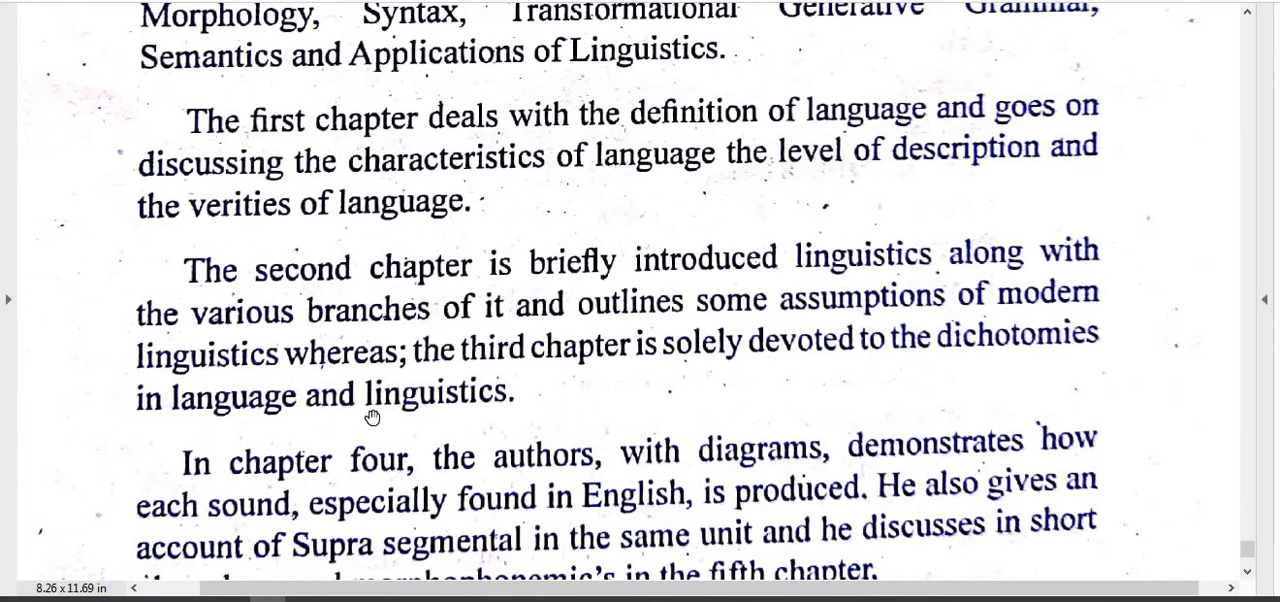 Morphology, Syntax, Transformational Generative Grammar,
Semantics and Applications of Linguistics.
The first chapter deals with the definition of language and goes on
discussing the characteristics of language the level of description and
the verities of language.
The second chapter is briefly introduced linguistics along with
the various branches of it and outlines some assumptions of modern
linguistics whereas; the third chapter is solely devoted to the dichotomies
in language and linguistics.
In chapter four, the authors, with diagrams, demonstrates how
each sound, especially found in English, is produced. He also gives an
account of Supra segmental in the same unit and he discusses in short
in the fifth chapter.
8.26 x 11.69 in